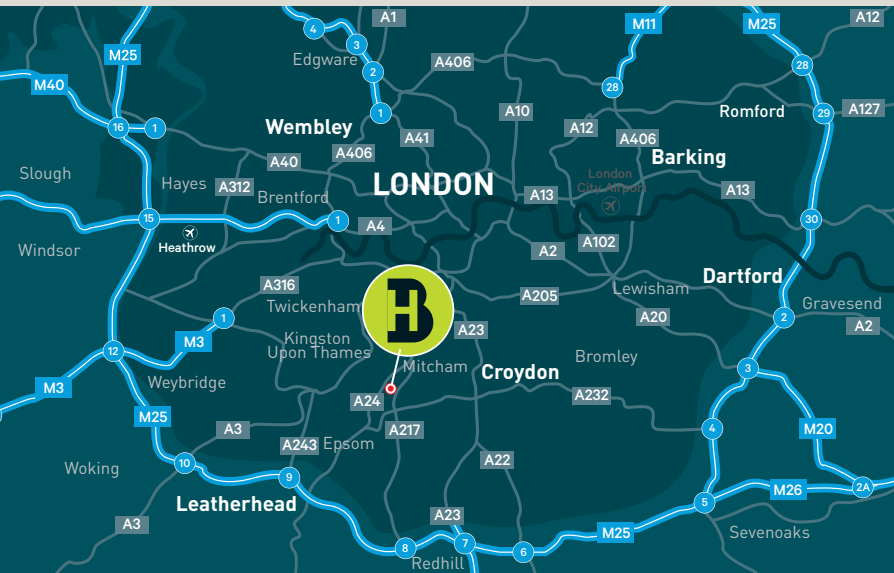 A1
M11
M25
A12
4
3
Edgware
2
M25
A406
28
M40
28
1
A10
Romford
29
A127
16
1
Wembley
A41
A12
A406
A406
Barking
A40
Slough
Hayes
A312
Brentford
LONDON
London
City Airport
A13
A13
15
1
A4
30
Windsor
Heathrow
A2
A102
A316
Dartford
Twickenham
HB
A205
Lewisham
Gravesend
1
A20
2
A2
M3
Kingston
Upon Thames
A23
12
Mitcham
Croydon
Bromley
3
M3
Weybridge
A24
A232
M25
A3
A217
4
M20
A243
Epsom
Woking
10
A22
9
2A
M26
Leatherhead
5
A3
A23
M25
Sevenoaks
8
7
6
Redhill